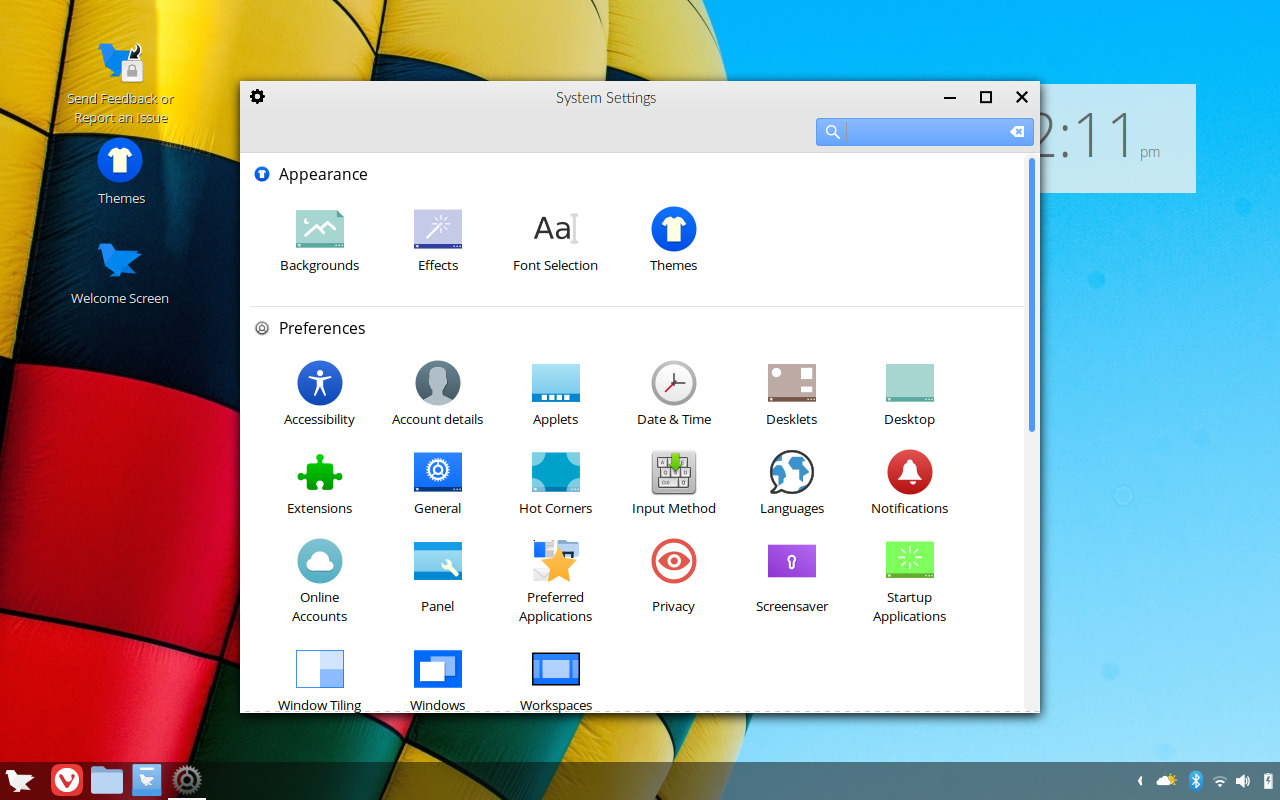 Send Feedback or
Report an Issue
Themes
Welcome Screen
System Settings
2:11 pm
Appearance
Backgrounds
Effects
Aa
Font Selection
Themes
Preferences
Accessibility
Account details
Applets
Date & Time
Desklets
Desktop
Extensions
General
Hot Corners
Input Method
Languages
Notifications
Online
Accounts
Panel
Preferred
Applications
Privacy
Screensaver
Startup
Applications
Window Tiling
Windows
Workspaces